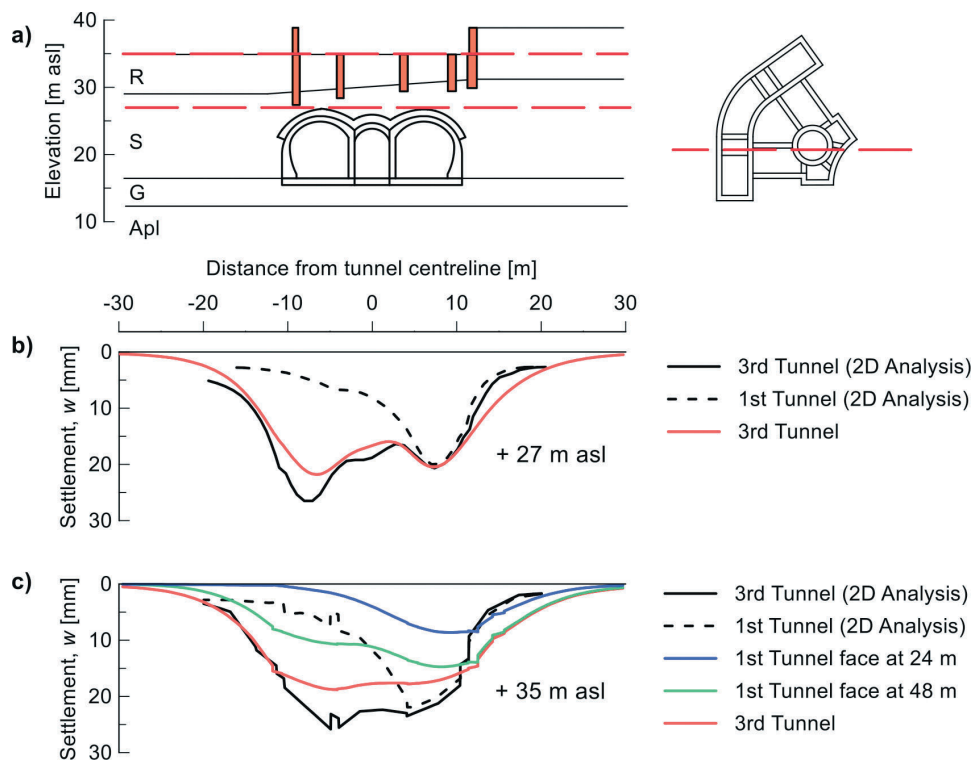 a)
Elevation [m asl]
40
30
20
10
R
S
G
Apl
Distance from tunnel centreline [m]
-30 -20 -10 0 10 20 30
b)
Settlement, w [mm]
0
10
20
30
+ 27 m asl
3rd Tunnel (2D Analysis)
1st Tunnel (2D Analysis)
3rd Tunnel
c)
Settlement, w [mm]
0
10
20
30
+ 35 m asl
3rd Tunnel (2D Analysis)
1st Tunnel (2D Analysis)
1st Tunnel face at 24 m
1st Tunnel face at 48 m
3rd Tunnel